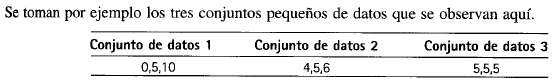 Se toman por ejemplo los tres conjuntos pequeños de datos que se observan aquí.
Conjunto de datos 1 Conjunto de datos 2 Conjunto de datos 3
0,5,10 4,5,6 5,5,5